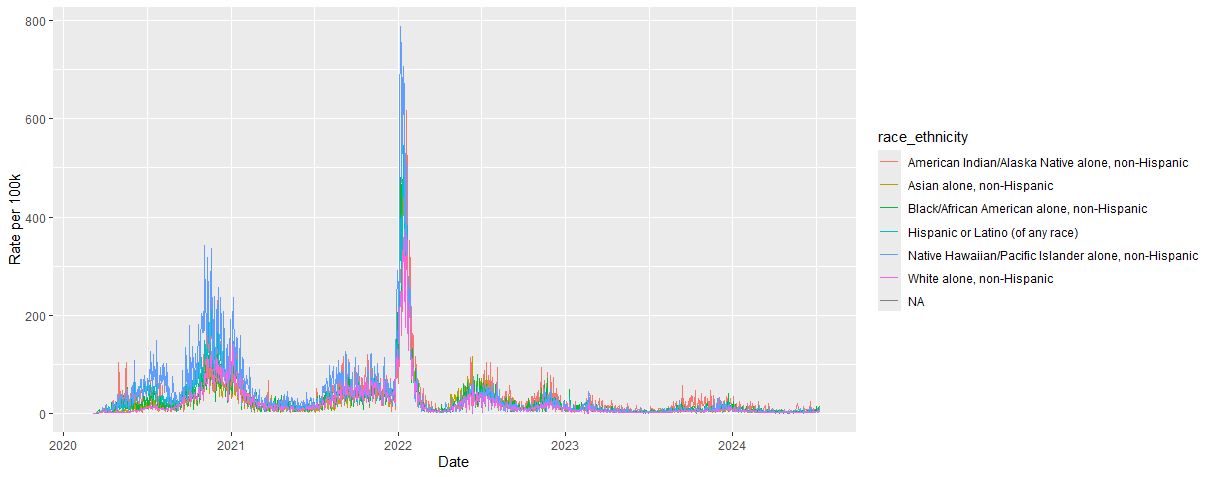 800
600
400
200
0
Rate per 100k
2020
2021
2022
2023
2024
Date
race_ethnicity
American Indian/Alaska Native alone, non-Hispanic
Asian alone, non-Hispanic
Black/African American alone, non-Hispanic
Hispanic or Latino (of any race)
Native Hawaiian/Pacific Islander alone, non-Hispanic
White alone, non-Hispanic
NA